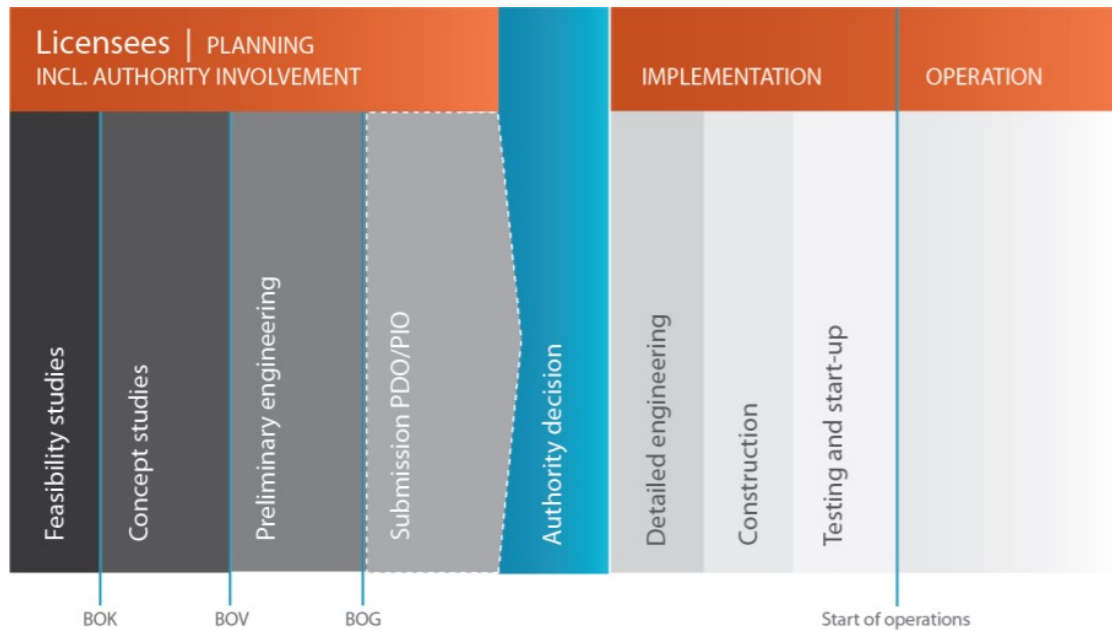 Licensees | PLANNING
INCL. AUTHORITY INVOLVEMENT
IMPLEMENTATION
OPERATION
Feasibility studies
Concept studies
Preliminary engineering
Submission PDO/PIO
Authority decision
Detailed engineering
Construction
Testing and start-up
BOK
BOV
BOG
Start of operations